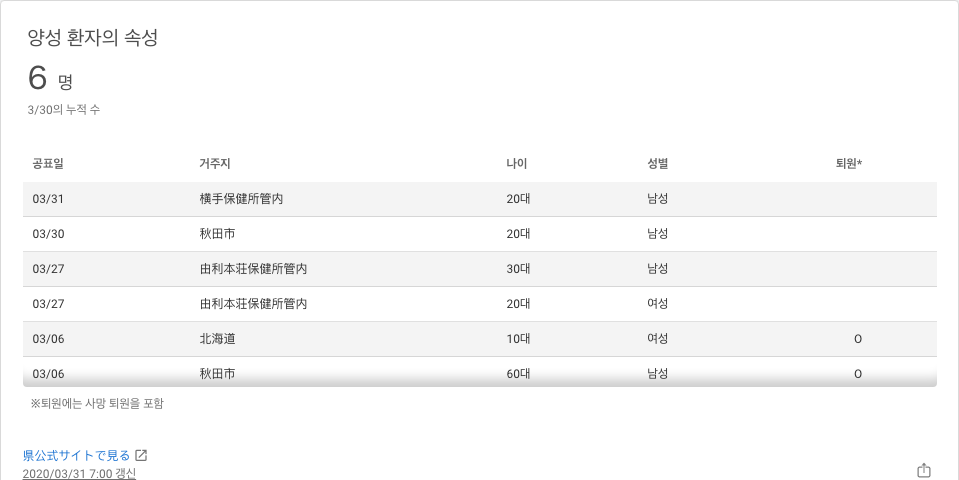 양성 환자의 속성
6 명
3/30의 누적 수
공표일 거주지 나이 성별 퇴원*
03/31 横手保健所管内 20대 남성
03/30 秋田市 20대 남성
03/27 由利本荘保健所管内 30대 남성
03/27 由利本荘保健所管内 20대 여성
03/06 北海道 10대 여성 O
03/06 秋田市 60대 남성 O
※퇴원에는 사망 퇴원을 포함
県公式サイトで見る
2020/03/31 7:00 갱신